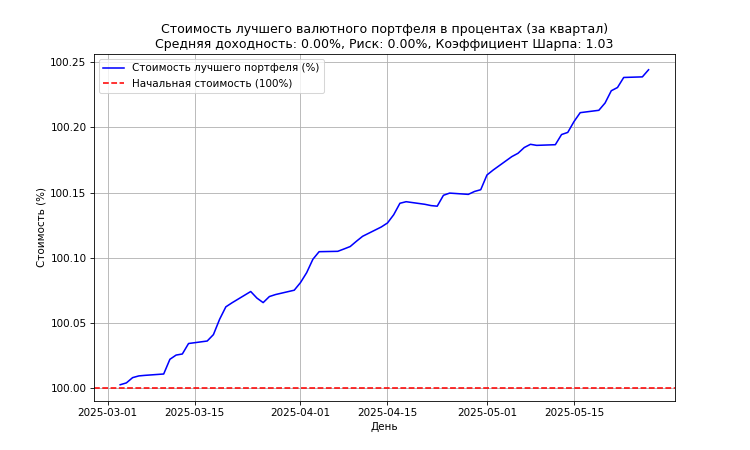 Стоимость лучшего валютного портфеля в процентах (за квартал)
Средняя доходность: 0.00%, Риск: 0.00%, Коэффициент Шарпа: 1.03
Стоимость лучшего портфеля (%)
Начальная стоимость (100%)
Стоимость (%)
100.25
100.20
100.15
100.10
100.05
100.00
2025-03-01
2025-03-15
2025-04-01
2025-04-15
2025-05-01
2025-05-15
День